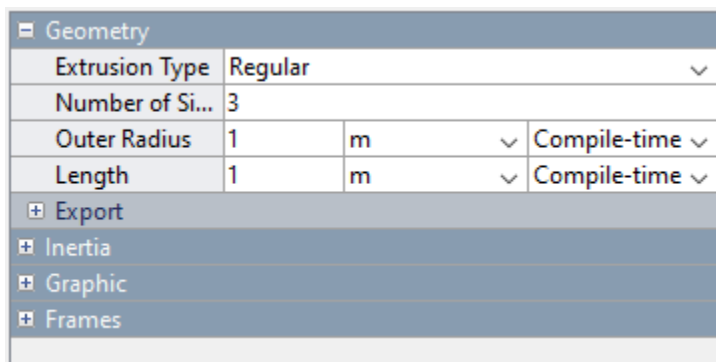 Geometry
Extrusion Type Regular
Number of Si... 3
Outer Radius 1 m Compile-time
Length 1 m Compile-time
Export
Inertia
Graphic
Frames